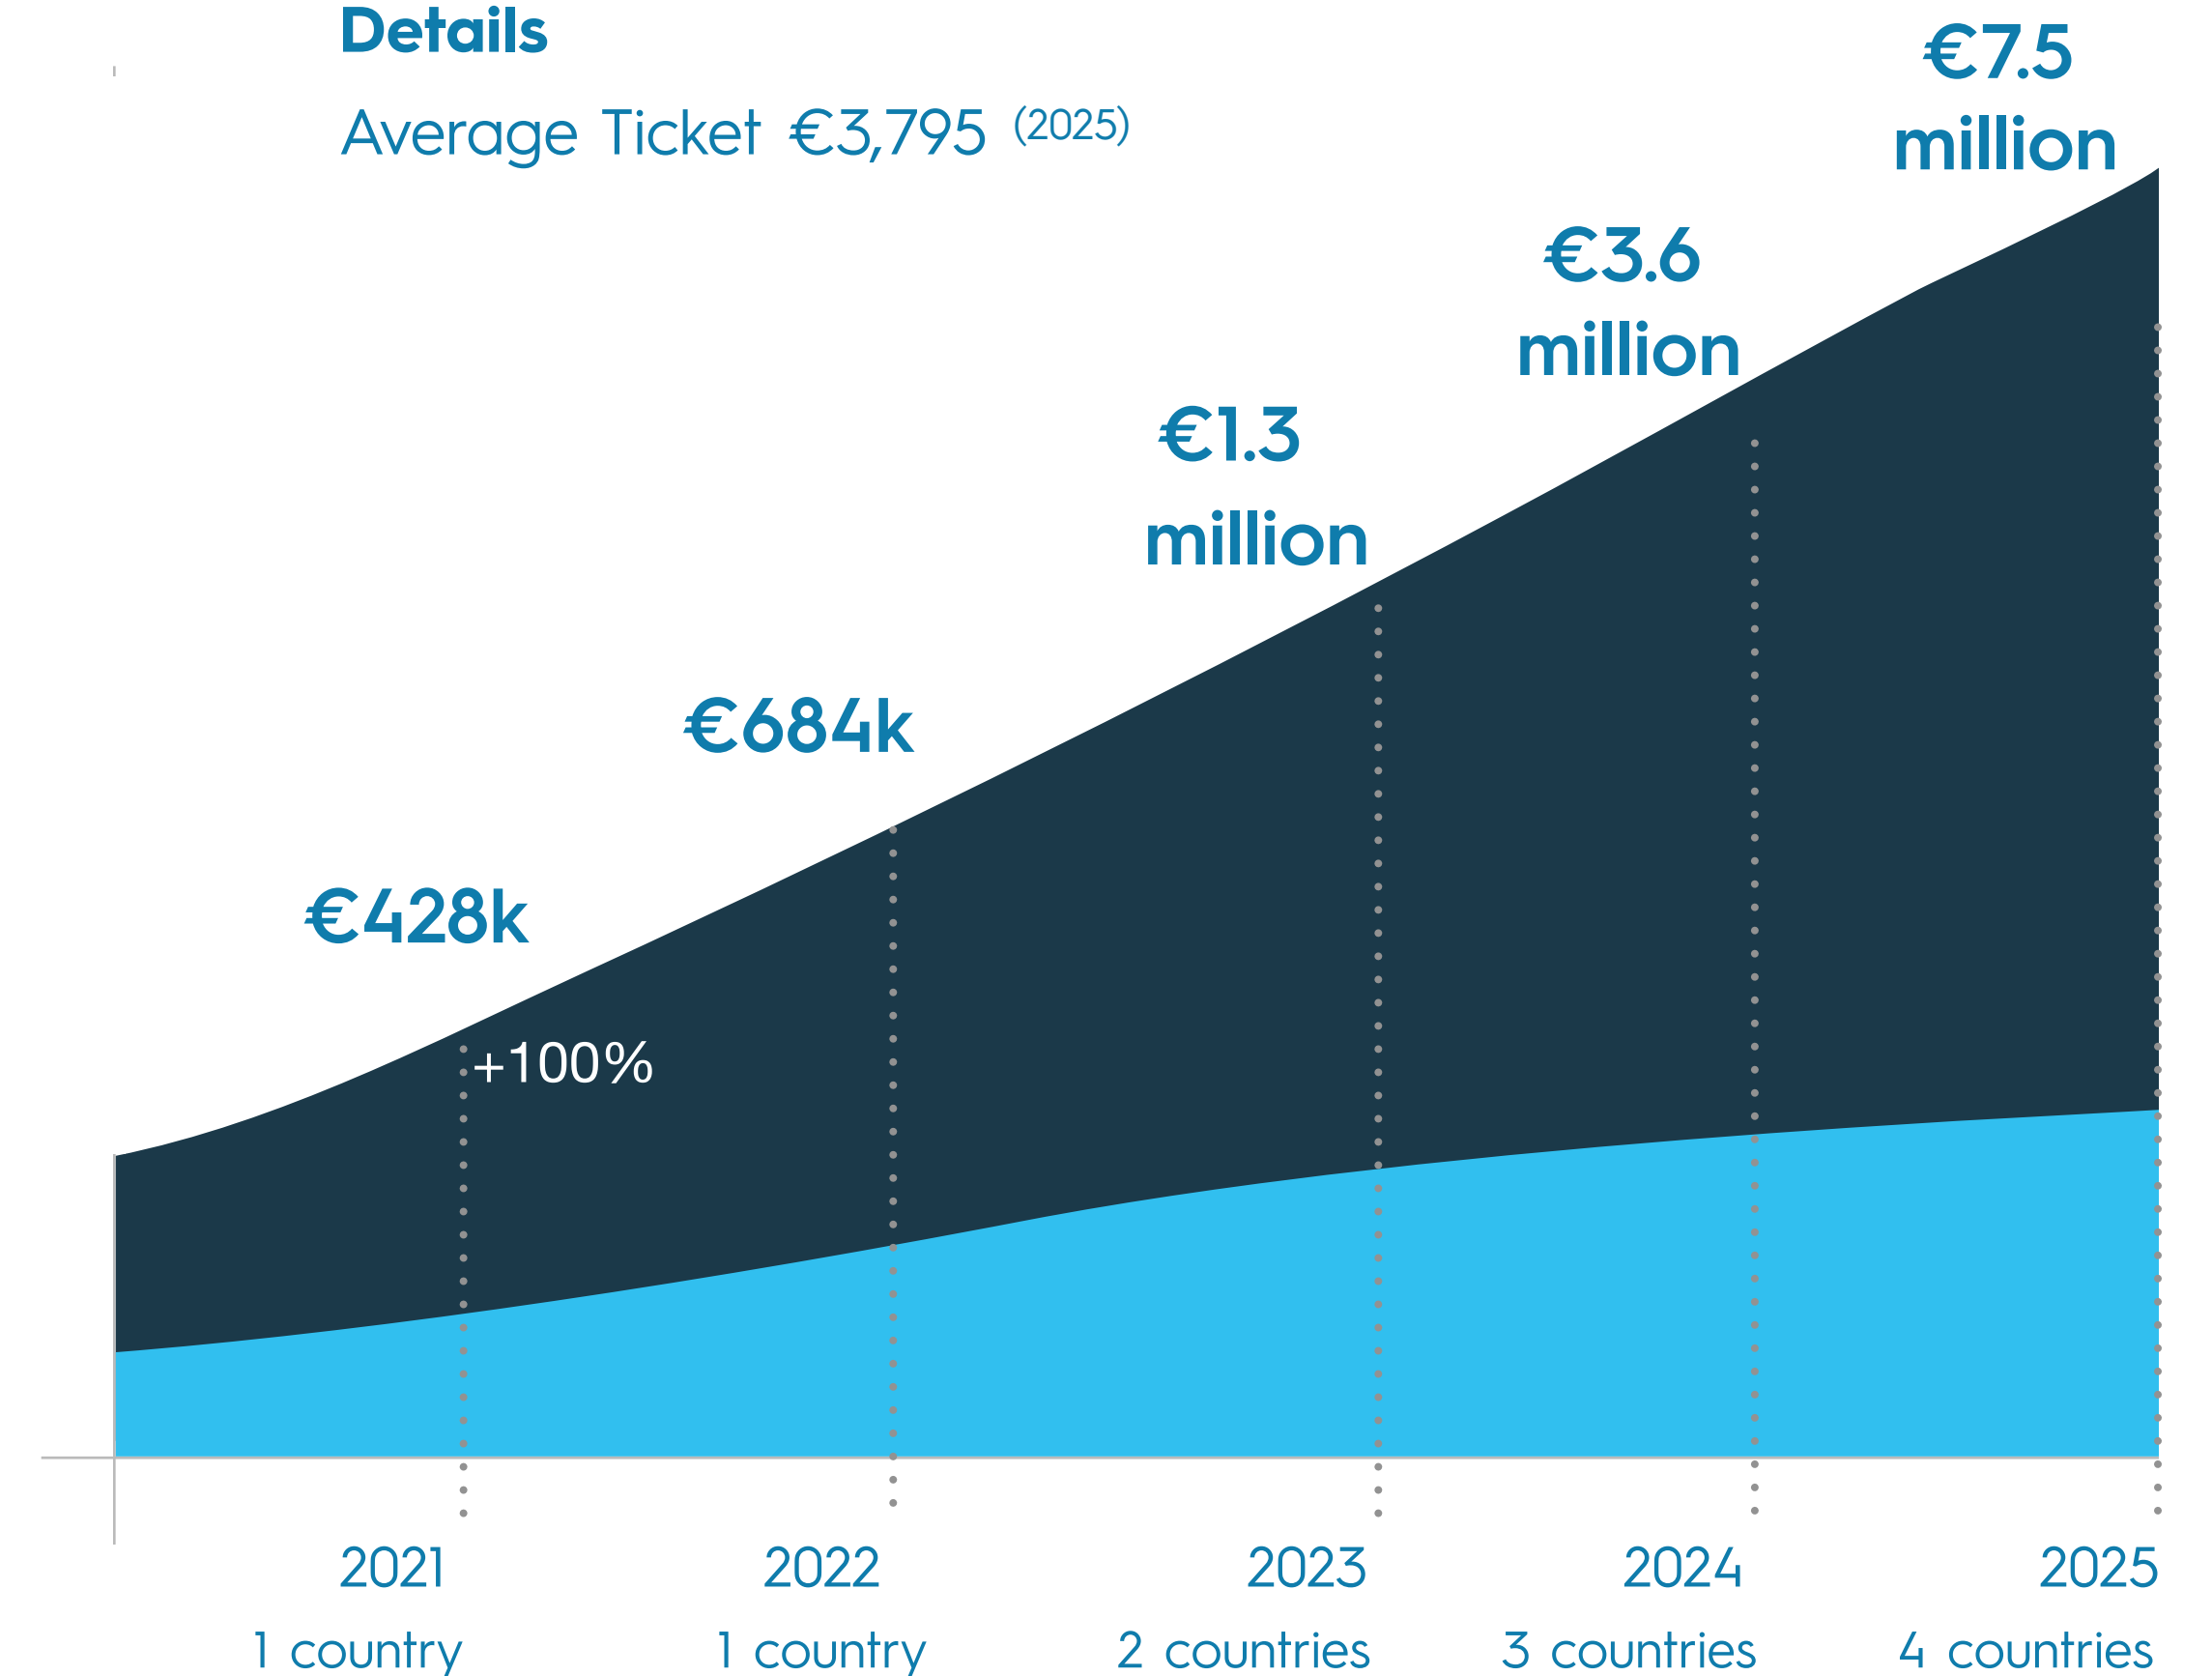 Details
Average Ticket €3,795 (2025)
€7.5
million
€3.6
million
€1.3
million
€684k
€428k
+100%
2021 2022 2023 2024 2025
1 country 1 country 2 countries 3 countries 4 countries